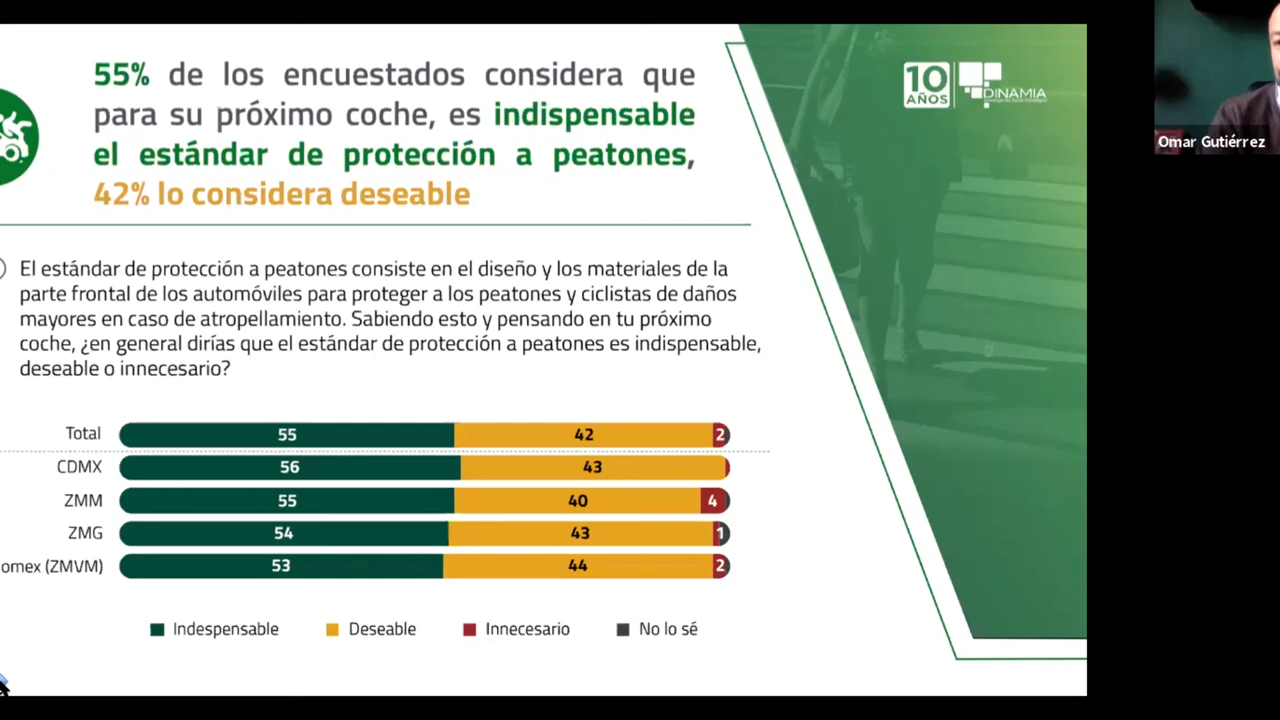 55% de los encuestados considera que
para su próximo coche, es indispensable
el estándar de protección a peatones,
42% lo considera deseable
10
AÑOS
DINAMIA
Omar Gutiérrez
El estándar de protección a peatones consiste en el diseño y los materiales de la
parte frontal de los automóviles para proteger a los peatones y ciclistas de daños
mayores en caso de atropellamiento. Sabiendo esto y pensando en tu próximo
coche, ¿en general dirías que el estándar de protección a peatones es indispensable,
deseable o innecesario?
Total 55 42 2
CDMX 56 43
ZMM 55 40 4
ZMG 54 43 1
omex (ZMVM) 53 44 2
Indespensable Deseable Innecesario No lo sé